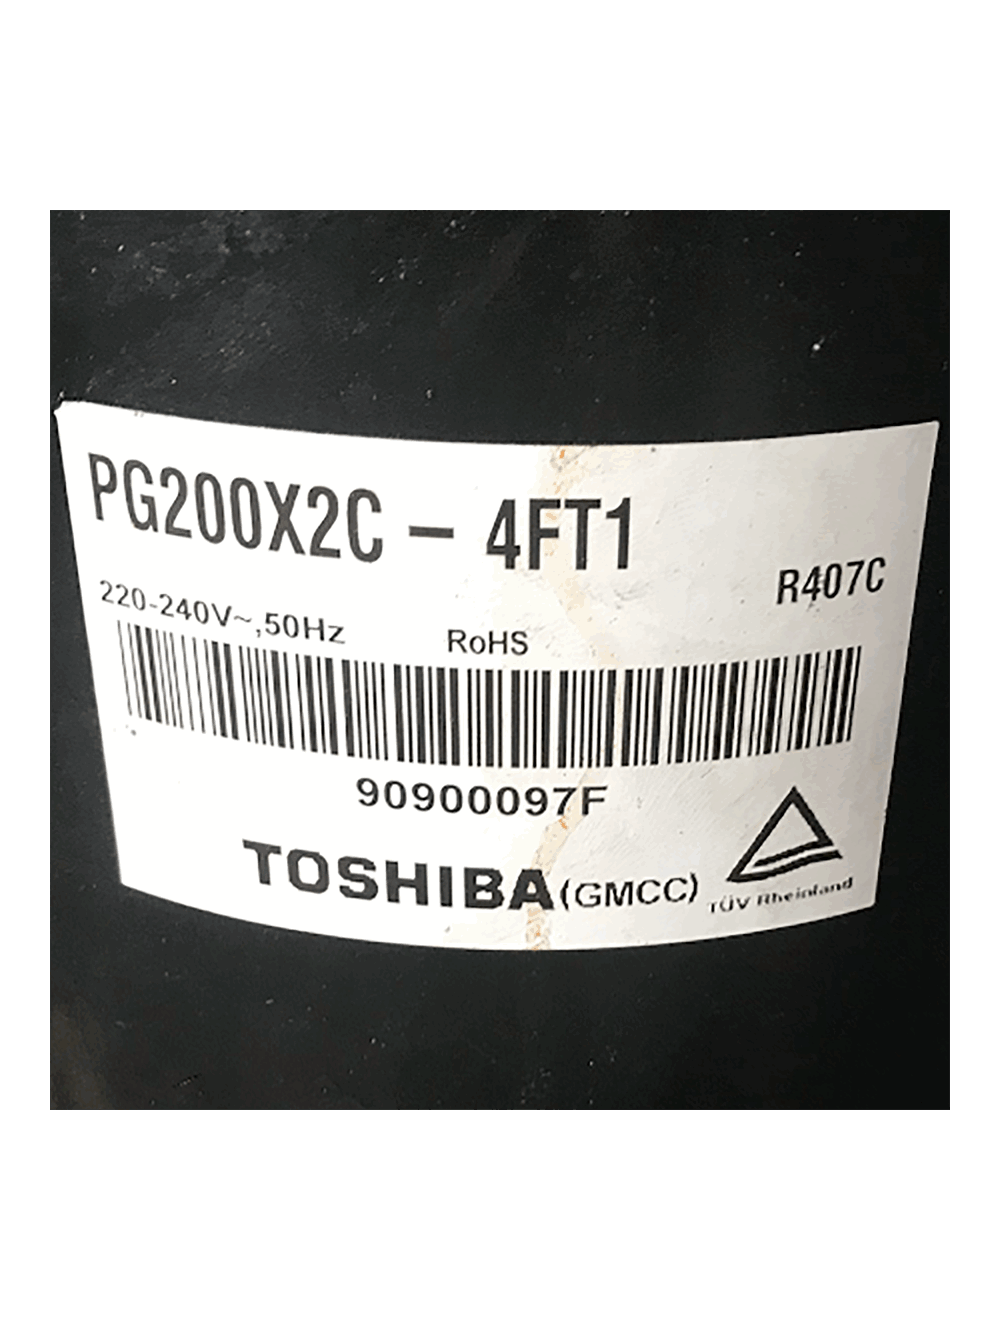 PG200X2C - 4FT1
R407C
220-240V~,50Hz
RoHS
90900097F
TOSHIBA(GMCC)
TÜV Rheinland